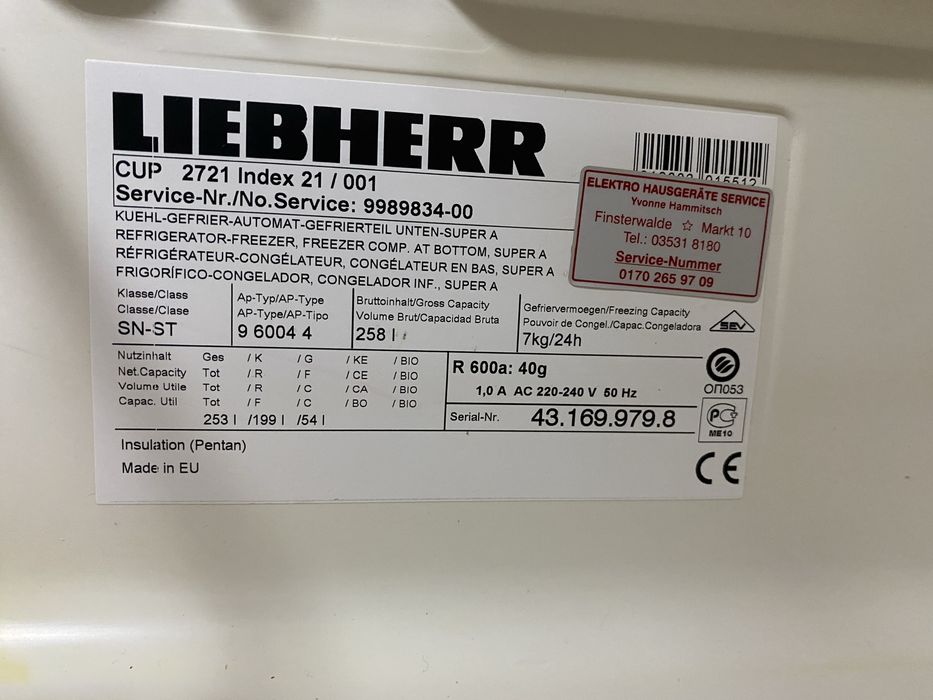 LIEBHERR
CUP 2721 Index 21 / 001
Service-Nr./No.Service: 9989834-00
KUEHL-GEFRIER-AUTOMAT-GEFRIERTEIL UNTEN-SUPER A
REFRIGERATOR-FREEZER, FREEZER COMP. AT BOTTOM, SUPER A
RÉFRIGÉRATEUR-CONGÉLATEUR, CONGÉLATEUR EN BAS, SUPER A
FRIGORÍFICO-CONGELADOR, CONGELADOR INF., SUPER A
ELEKTRO HAUSGERÄTE SERVICE
Yvonne Hammitsch
Finsterwalde ☆ Markt 10
Tel.: 03531 8180
Service-Nummer
0170 265 97 09
Klasse/Class
Classe/Clase
SN-ST
Ap-Typ/AP-Type
AP-Type/AP-Tipo
9 6004 4
Bruttoinhalt/Gross Capacity
Volume Brut/Capacidad Bruta
258 l
Gefriervermoegen/Freezing Capacity
Pouvoir de Congel./Capac.Congeladora
7kg/24h
SEV
Nutzinhalt Ges / K / G / KE / BIO
Net.Capacity Tot / R / F / CE / BIO
Volume Utile Tot / R / C / CA / BIO
Capac. Util Tot / F / C / BO / BIO
253 l /199 l /54 l
R 600a: 40g
1,0 A AC 220-240 V 50 Hz
Serial-Nr. 43.169.979.8
ОП053
РС
МЕ10
Insulation (Pentan)
Made in EU
CE